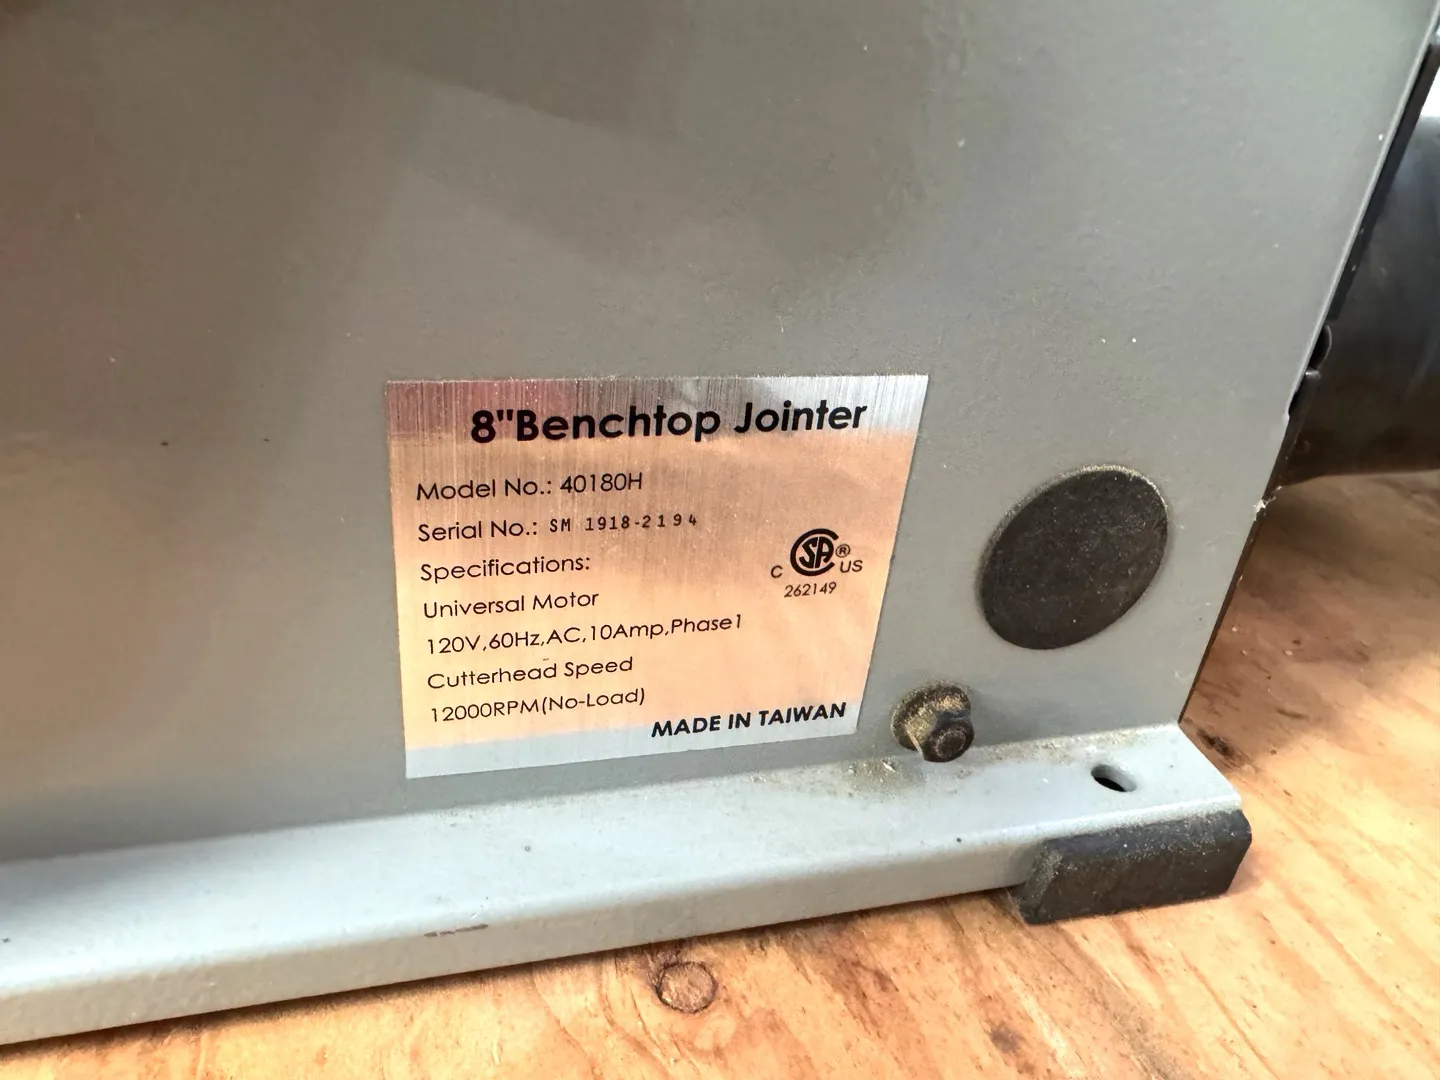 8"Benchtop Jointer
Model No.: 40180H
Serial No.: SM 1918-2194
Specifications:
Universal Motor
120V,60Hz,AC,10Amp,Phase1
Cutterhead Speed
12000RPM(No-Load)
C SA ® US
262149
MADE IN TAIWAN